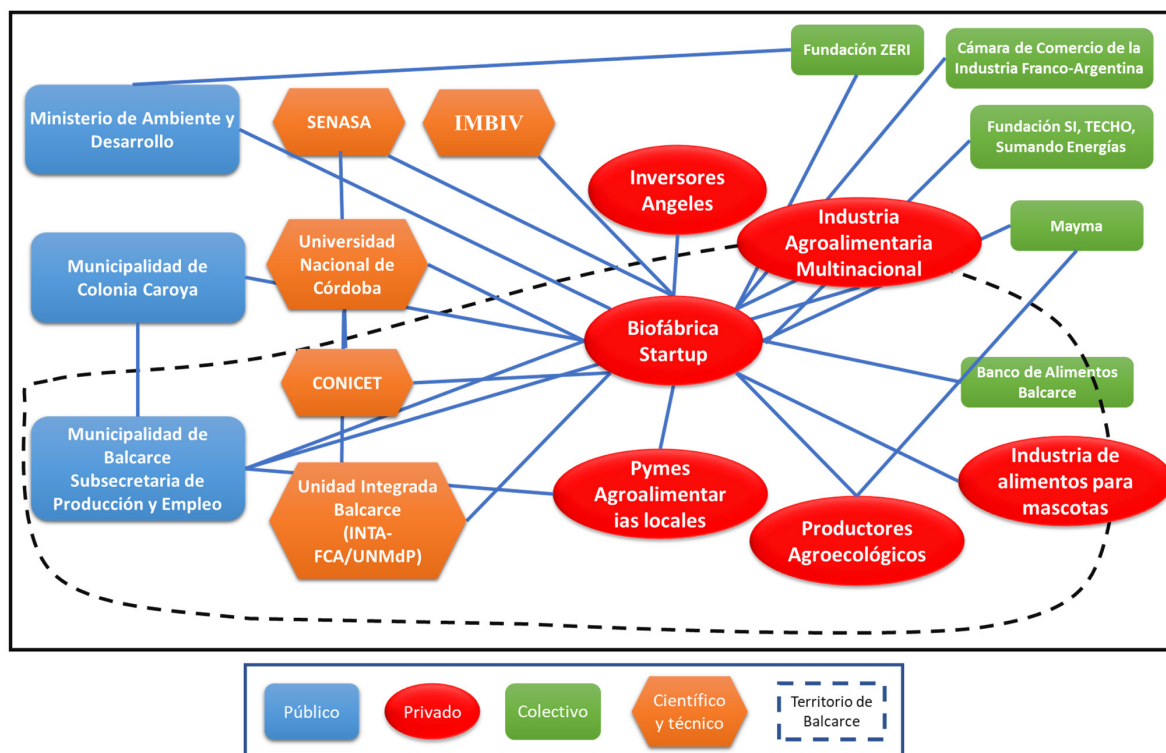 Fundación ZERI
Cámara de Comercio de la
Industria Franco-Argentina
Ministerio de Ambiente y
Desarrollo
SENASA
IMBIV
Fundación SI, TECHO,
Sumando Energías
Inversores
Angeles
Industria
Agroalimentaria
Multinacional
Mayma
Municipalidad de
Colonia Caroya
Universidad
Nacional de
Córdoba
Biofábrica
Startup
CONICET
Banco de Alimentos
Balcarce
Municipalidad de
Balcarce
Subsecretaria de
Producción y Empleo
Unidad Integrada
Balcarce
(INTA-
FCA/UNMdP)
Pymes
Agroalimentar
ias locales
Productores
Agroecológicos
Industria de
alimentos para
mascotas
Público
Privado
Colectivo
Científico
y técnico
Territorio de
Balcarce